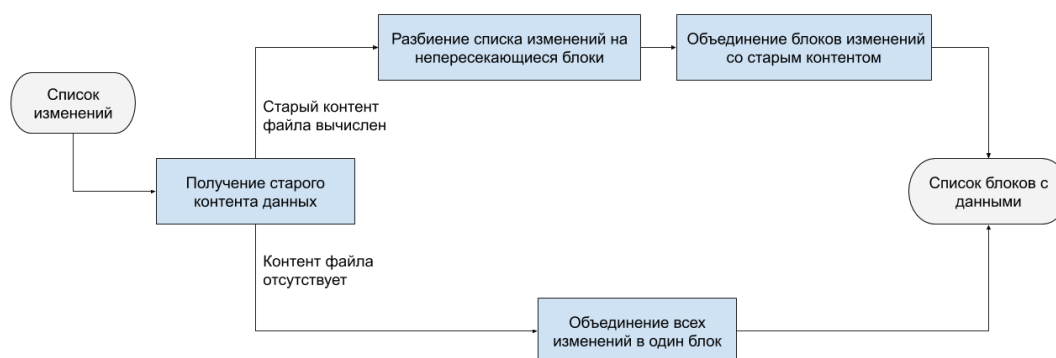 Разбиение списка изменений на
непересекающиеся блоки
Объединение блоков изменений
со старым контентом
Список
изменений
Старый контент
файла вычислен
Получение старого
контента данных
Список блоков с
данными
Контент файла
отсутствует
Объединение всех
изменений в один блок